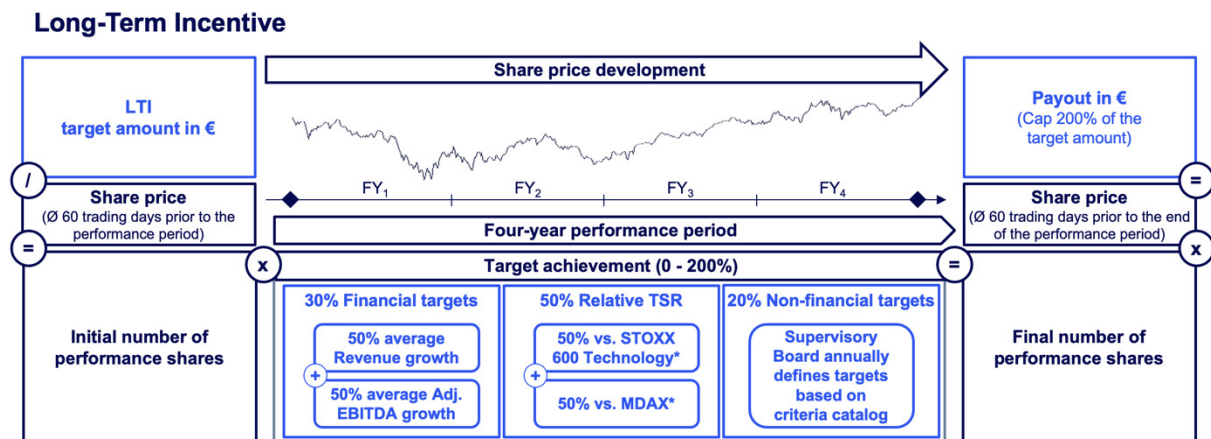 Long-Term Incentive
LTI
target amount in €
/
Share price
(Ø 60 trading days prior to the
performance period)
=
Initial number of
performance shares
x
Share price development
FY₁
FY₂
FY₃
FY₄
Four-year performance period
Target achievement (0 - 200%)
30% Financial targets
50% average
Revenue growth
+
50% average Adj.
EBITDA growth
50% Relative TSR
50% vs. STOXX
600 Technology*
+
50% vs. MDAX*
20% Non-financial targets
Supervisory
Board annually
defines targets
based on
criteria catalog
=
Payout in €
(Cap 200% of the
target amount)
=
Share price
(Ø 60 trading days prior to the end
of the performance period)
x
Final number of
performance shares